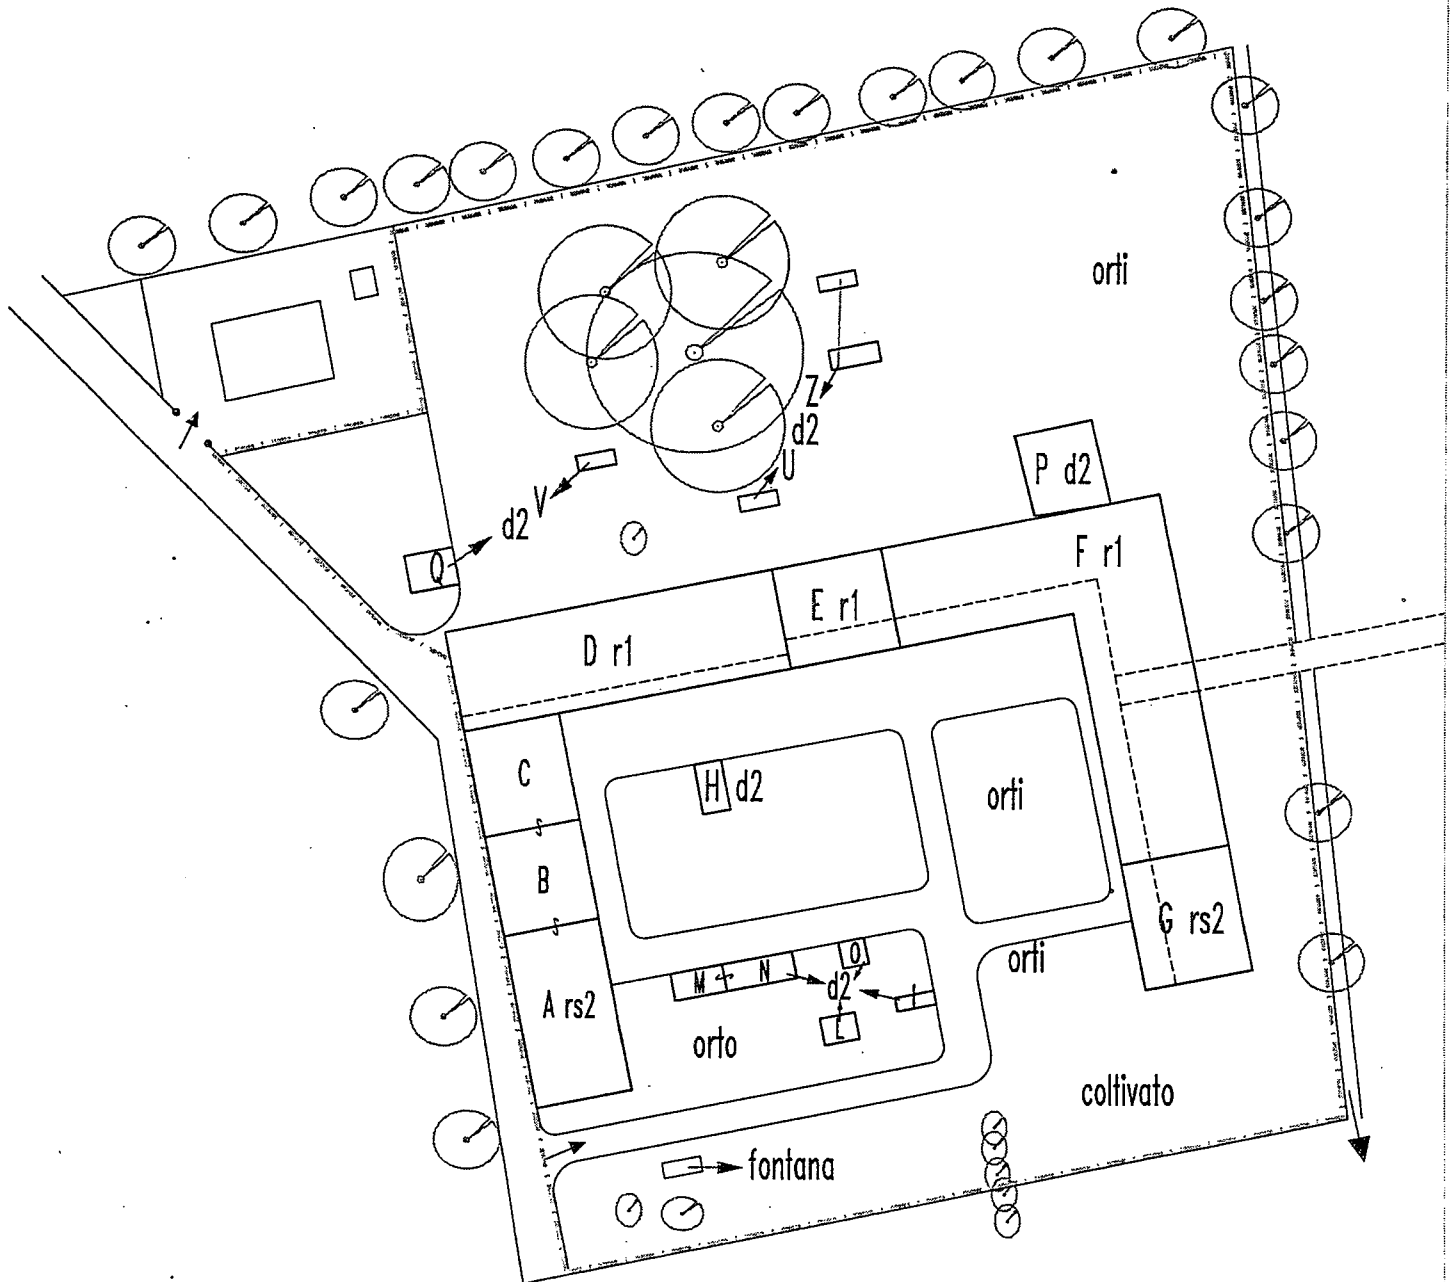 orti
Z
d2
U
V
d2
Q
P d2
F r1
E r1
D r1
C
H d2
orti
B
G rs2
orti
M N
O
d2
I
A rs2
L
orto
coltivato
fontana